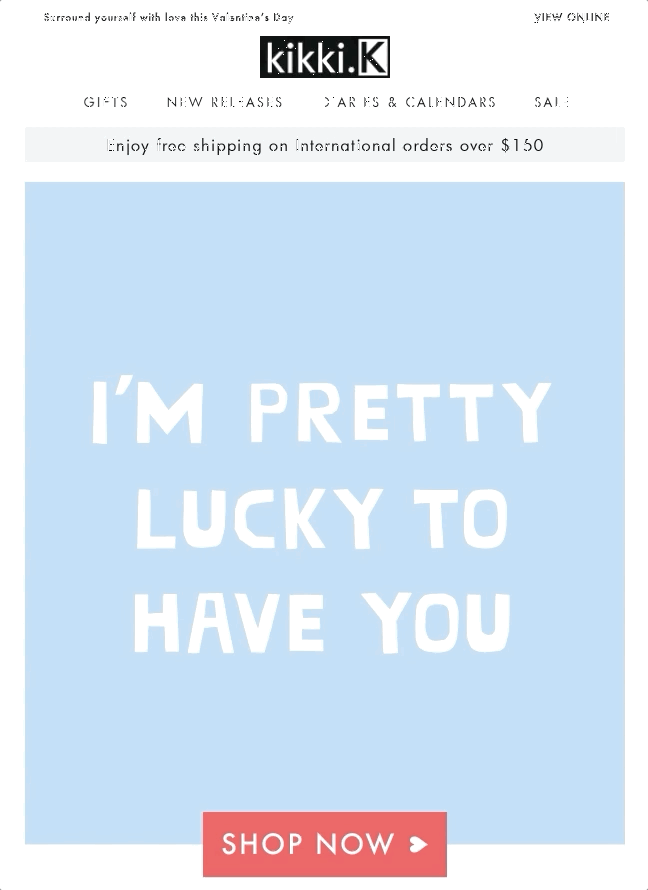 Surround yourself with love this Valentine's Day
VIEW ONLINE
kikki.K
GIFTS NEW RELEASES DIARIES & CALENDARS SALE
Enjoy free shipping on International orders over $150
I'M PRETTY
LUCKY TO
HAVE YOU
SHOP NOW